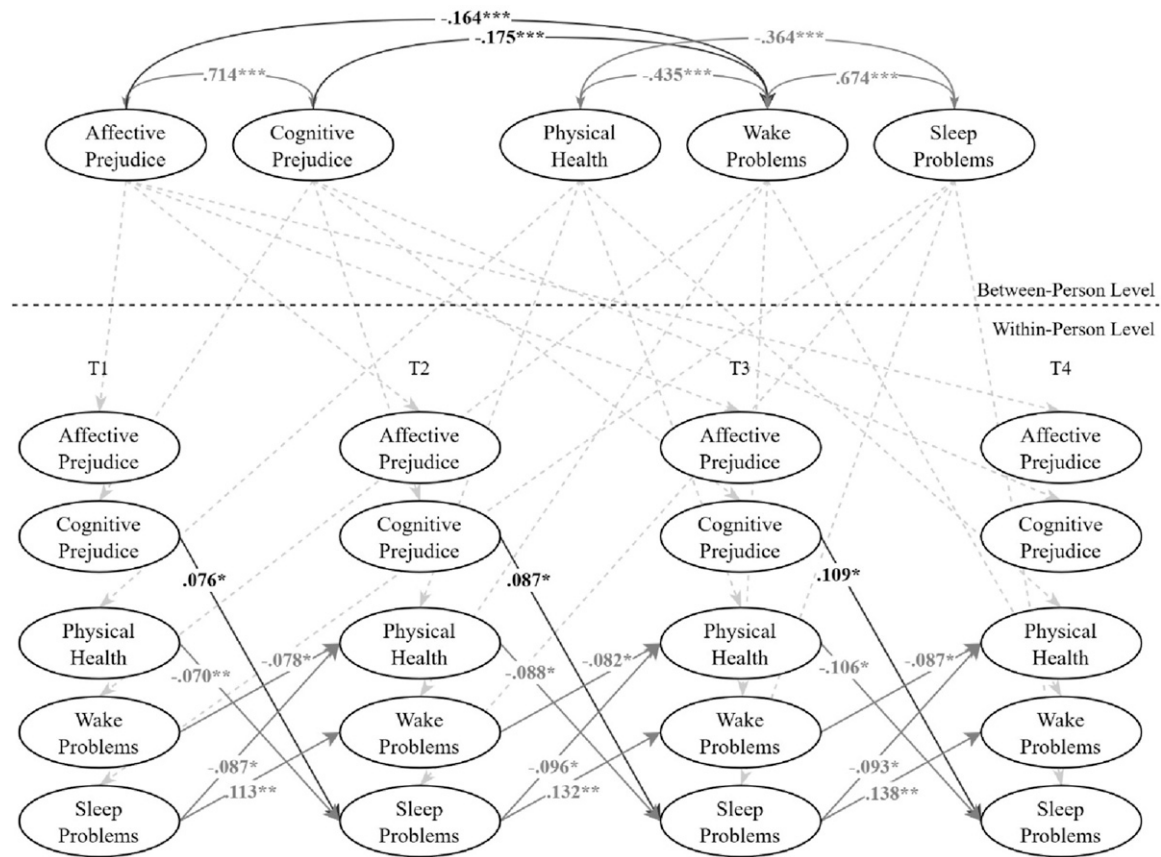 -.164***
-.175***
-.364***
.714***
-.435***
.674***
Affective
Prejudice
Cognitive
Prejudice
Physical
Health
Wake
Problems
Sleep
Problems
Between-Person Level
Within-Person Level
T1
T2
T3
T4
Affective
Prejudice
Affective
Prejudice
Affective
Prejudice
Affective
Prejudice
Cognitive
Prejudice
Cognitive
Prejudice
Cognitive
Prejudice
Cognitive
Prejudice
.076*
.087*
.109*
Physical
Health
Physical
Health
Physical
Health
Physical
Health
-.070**
-.078*
-.088*
-.082*
-.106*
-.087*
Wake
Problems
Wake
Problems
Wake
Problems
Wake
Problems
-.087*
.113**
-.096*
.132**
-.093*
.138**
Sleep
Problems
Sleep
Problems
Sleep
Problems
Sleep
Problems